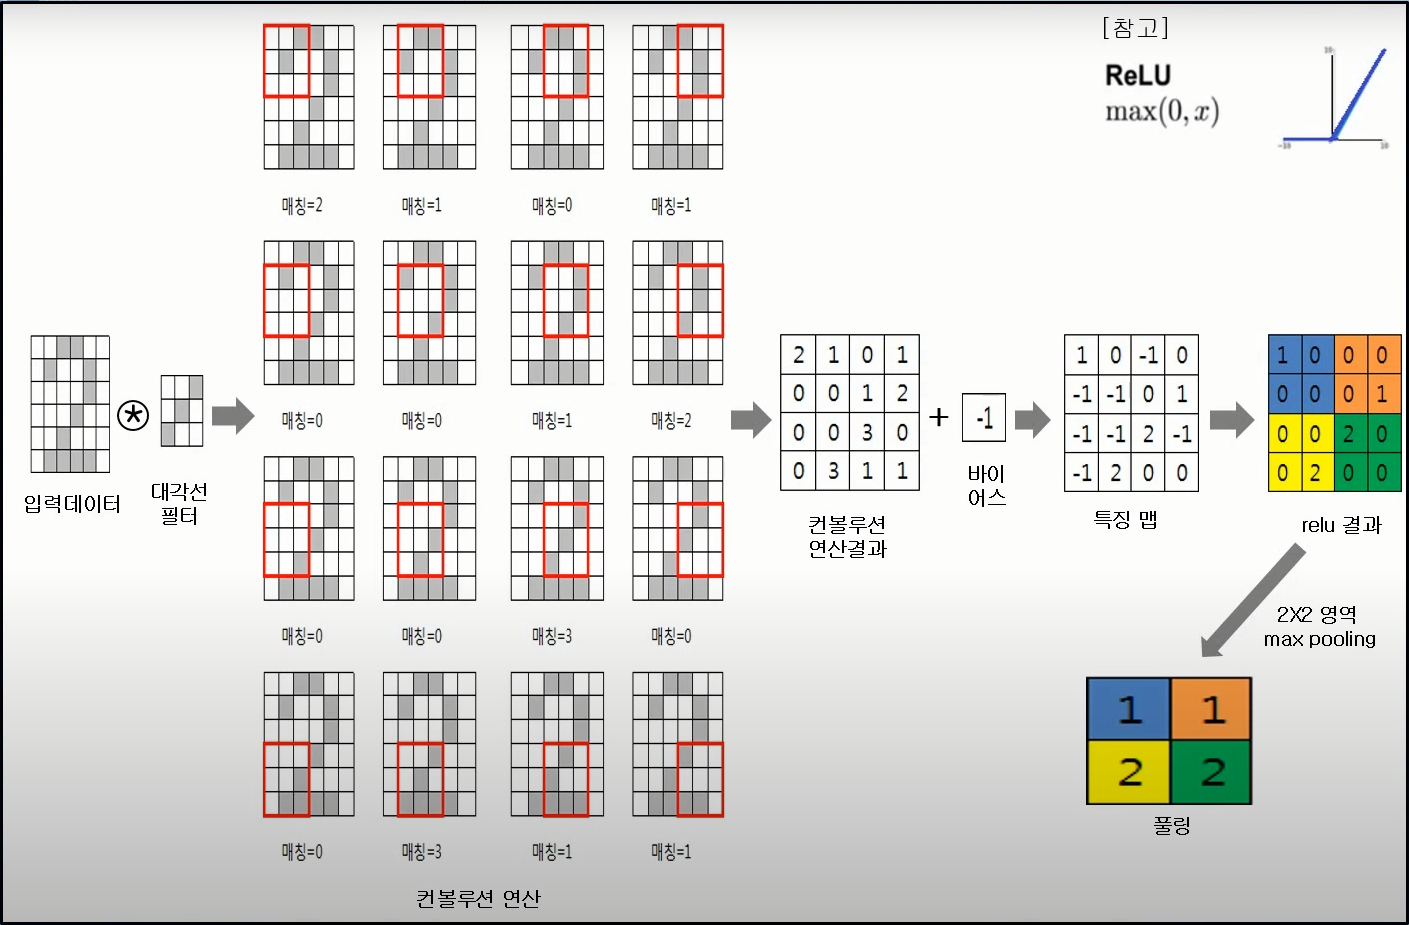 [참고]
ReLU
max(0, x)
10
-10
10
매칭=2
매칭=1
매칭=0
매칭=1
매칭=0
매칭=0
매칭=1
매칭=2
매칭=0
매칭=0
매칭=3
매칭=0
매칭=0
매칭=3
매칭=1
매칭=1
컨볼루션 연산
입력데이터
대각선
필터
2 1 0 1
0 0 1 2
0 0 3 0
0 3 1 1
컨볼루션
연산결과
+
-1
바이
어스
1 0 -1 0
-1 -1 0 1
-1 -1 2 -1
-1 2 0 0
특징 맵
1 0 0 0
0 0 0 1
0 0 2 0
0 2 0 0
relu 결과
2X2 영역
max pooling
1 1
2 2
풀링